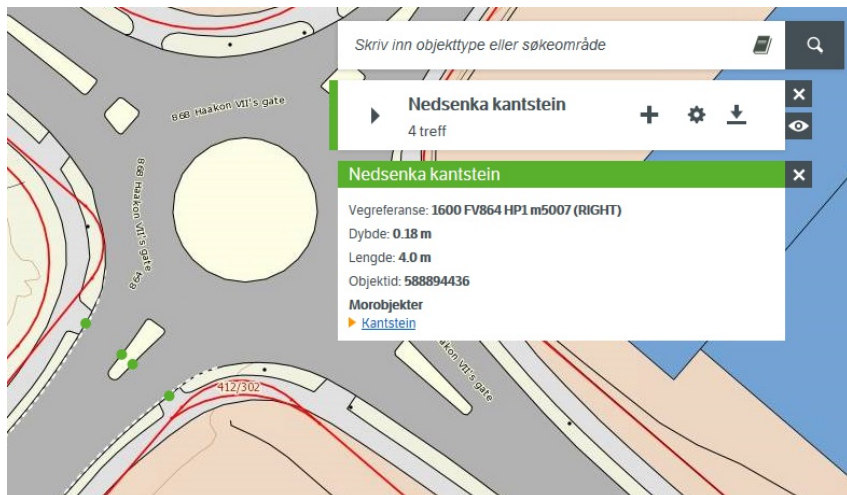 Skriv inn objekttype eller søkeområde
Nedsenka kantstein
4 treff
Nedsenka kantstein
Vegreferanse: 1600 FV864 HP1 m5007 (RIGHT)
Dybde: 0.18 m
Lengde: 4.0 m
Objektid: 588894436
Morobjekter
Kantstein
868 Haakon VII's gate
868 Haakon VII's gate
864
Haakon VII's gate
412/302